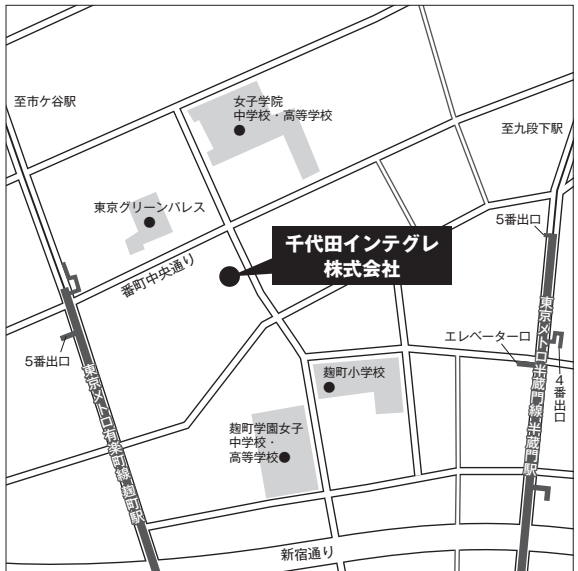 至市ケ谷駅
女子学院
中学校・高等学校
至九段下駅
東京グリーンパレス
5番出口
千代田インテグレ
株式会社
番町中央通り
エレベーター口
5番出口
4番出口
麹町小学校
東京メトロ有楽町線麹町駅
東京メトロ半蔵門線半蔵門駅
麹町学園女子
中学校・
高等学校
新宿通り